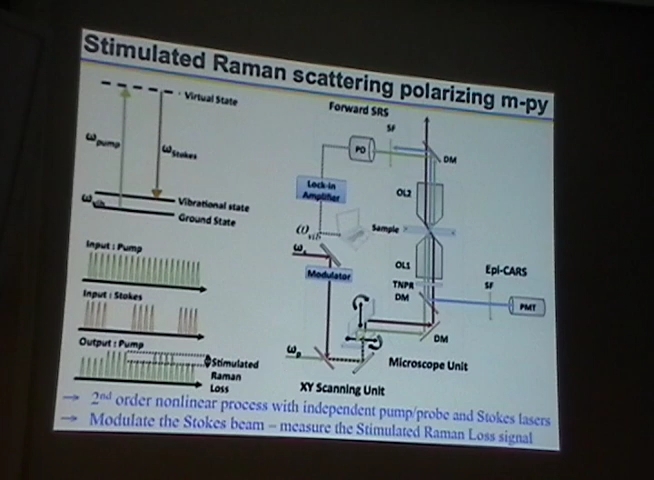 Stimulated Raman scattering polarizing m-py
Virtual State
Forward SRS
SF
PD
DM
ωpump
ωStokes
Lock-in
Amplifier
OL2
ωvib
Vibrational state
Ground State
ωvib
Sample
Input : Pump
Modulator
OL1
Epi-CARS
TNPR
SF
DM
PMT
Input : Stokes
DM
Output : Pump
Stimulated
Raman
Loss
ωp
Microscope Unit
XY Scanning Unit
→ 2nd order nonlinear process with independent pump/probe and Stokes lasers
→ Modulate the Stokes beam – measure the Stimulated Raman Loss signal